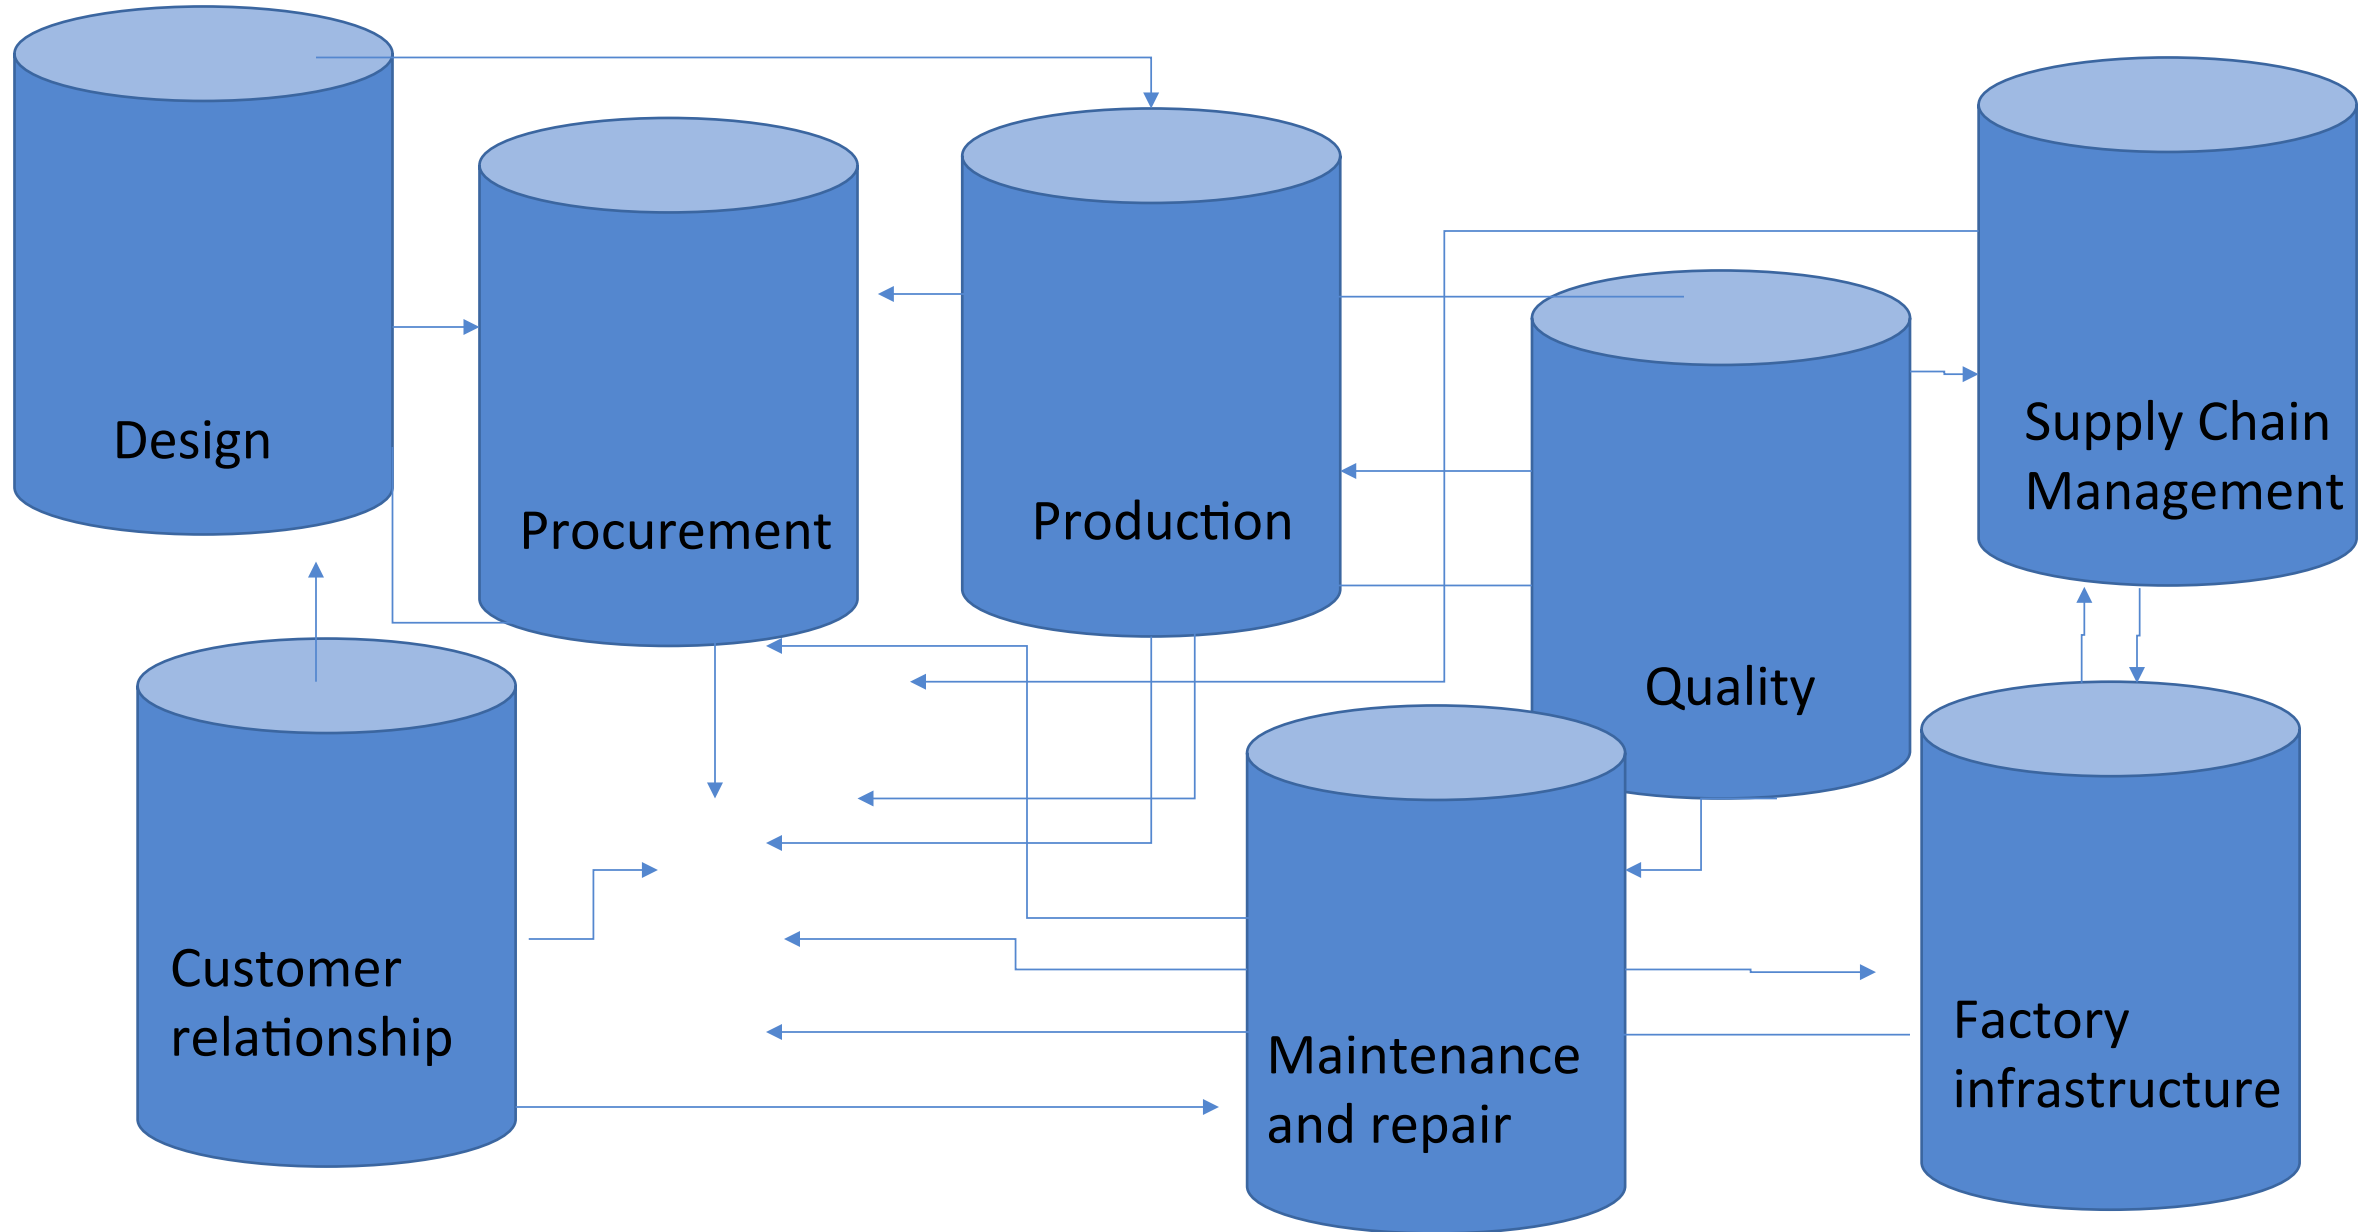 Design
Procurement
Production
Supply Chain
Management
Quality
Customer
relationship
Maintenance
and repair
Factory
infrastructure